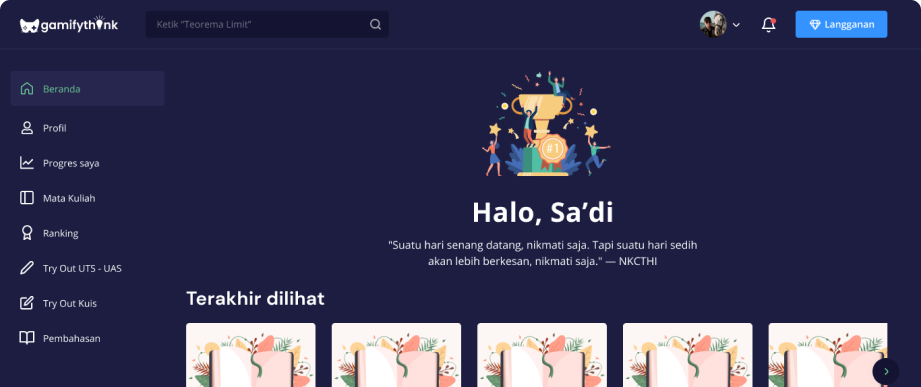 gamifythink
Ketik "Teorema Limit"
Langganan
Beranda
Profil
Progres saya
Mata Kuliah
Ranking
Try Out UTS - UAS
Try Out Kuis
Pembahasan
#1
Halo, Sa’di
"Suatu hari senang datang, nikmati saja. Tapi suatu hari sedih
akan lebih berkesan, nikmati saja." — NKCTHI
Terakhir dilihat